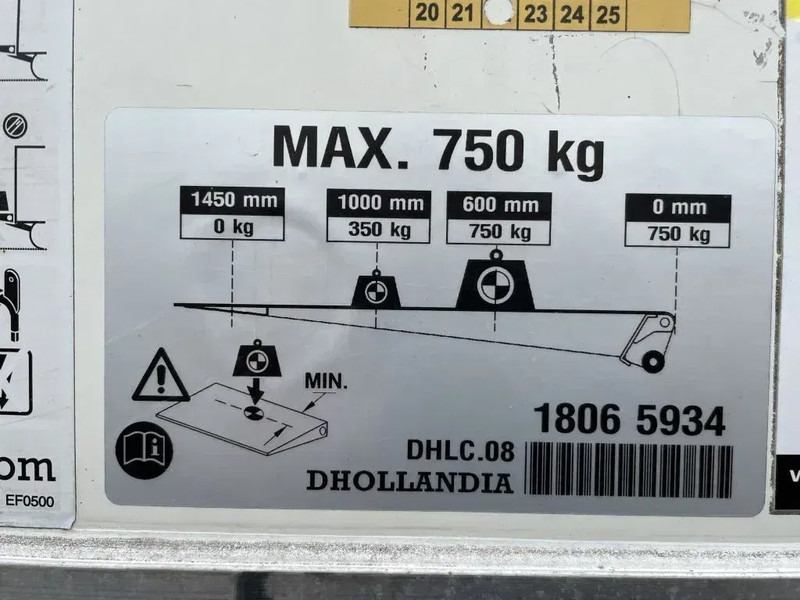 20 21 23 24 25
MAX. 750 kg
1450 mm 1000 mm 600 mm 0 mm
0 kg 350 kg 750 kg 750 kg
MIN.
1806 5934
DHLC.08
DHOLLANDIA
om
EF0500